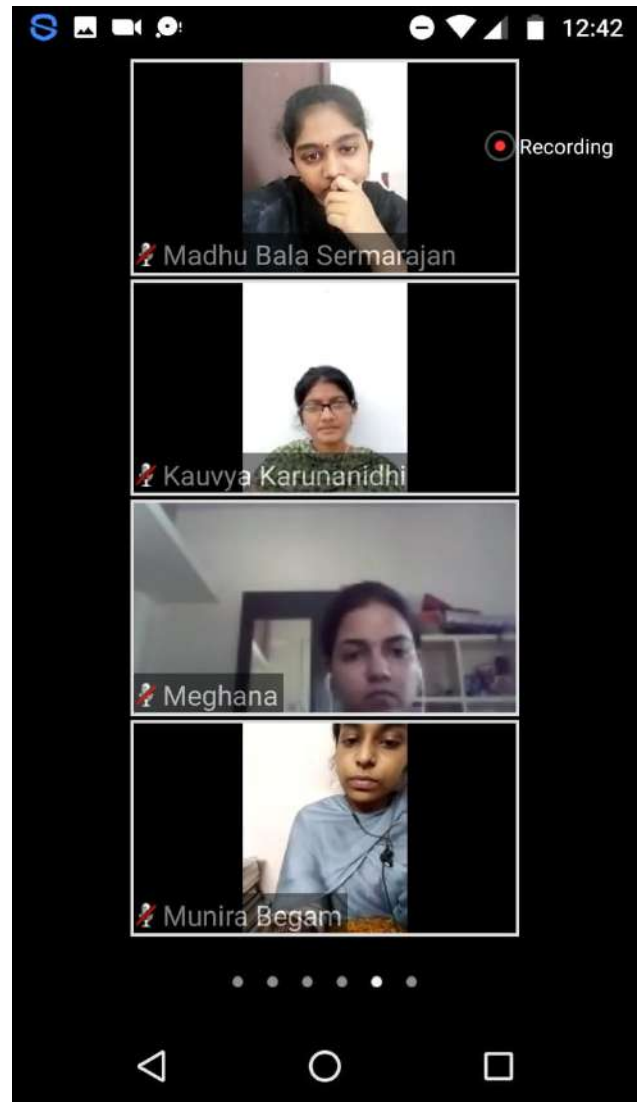 12:42
Recording
Madhu Bala Sermarajan
Kauvya Karunanidhi
Meghana
Munira Begam